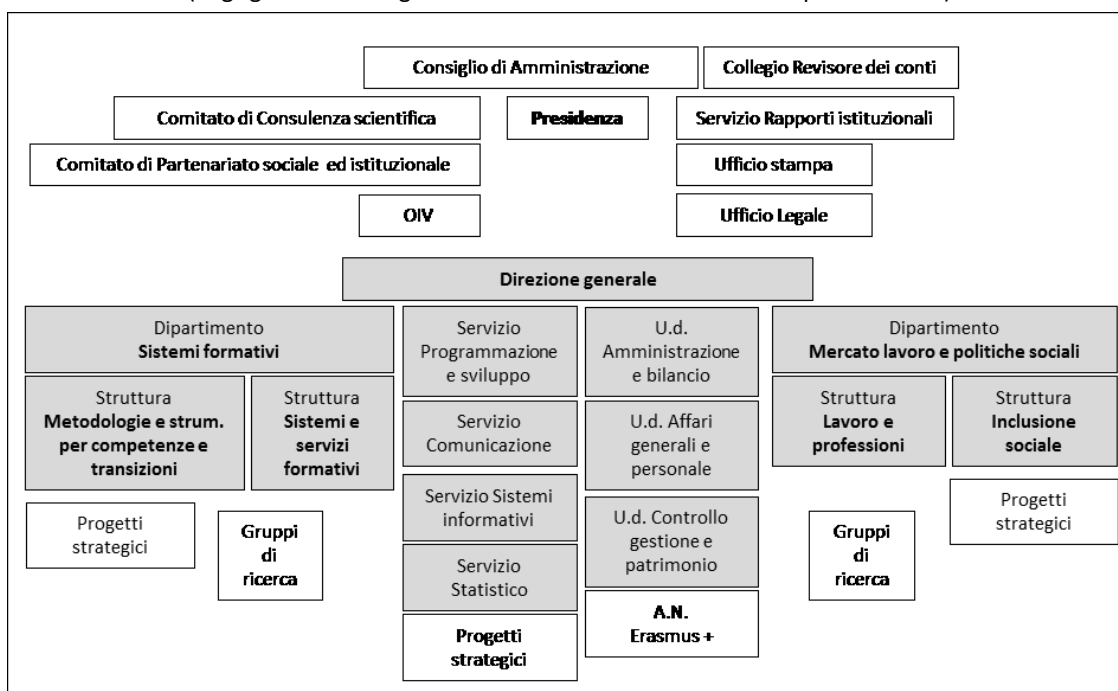 Consiglio di Amministrazione
Collegio Revisore dei conti
Comitato di Consulenza scientifica
Presidenza
Servizio Rapporti istituzionali
Comitato di Partenariato sociale ed istituzionale
Ufficio stampa
OIV
Ufficio Legale
Direzione generale
Dipartimento
Sistemi formativi
Struttura
Metodologie e strum.
per competenze e
transizioni
Struttura
Sistemi e
servizi
formativi
Progetti
strategici
Gruppi
di
ricerca
Servizio
Programmazione
e sviluppo
Servizio
Comunicazione
Servizio Sistemi
informativi
Servizio
Statistico
Progetti
strategici
U.d.
Amministrazione
e bilancio
U.d. Affari
generali e
personale
U.d. Controllo
gestione e
patrimonio
A.N.
Erasmus +
Dipartimento
Mercato lavoro e politiche sociali
Struttura
Lavoro e
professioni
Struttura
Inclusione
sociale
Gruppi
di
ricerca
Progetti
strategici